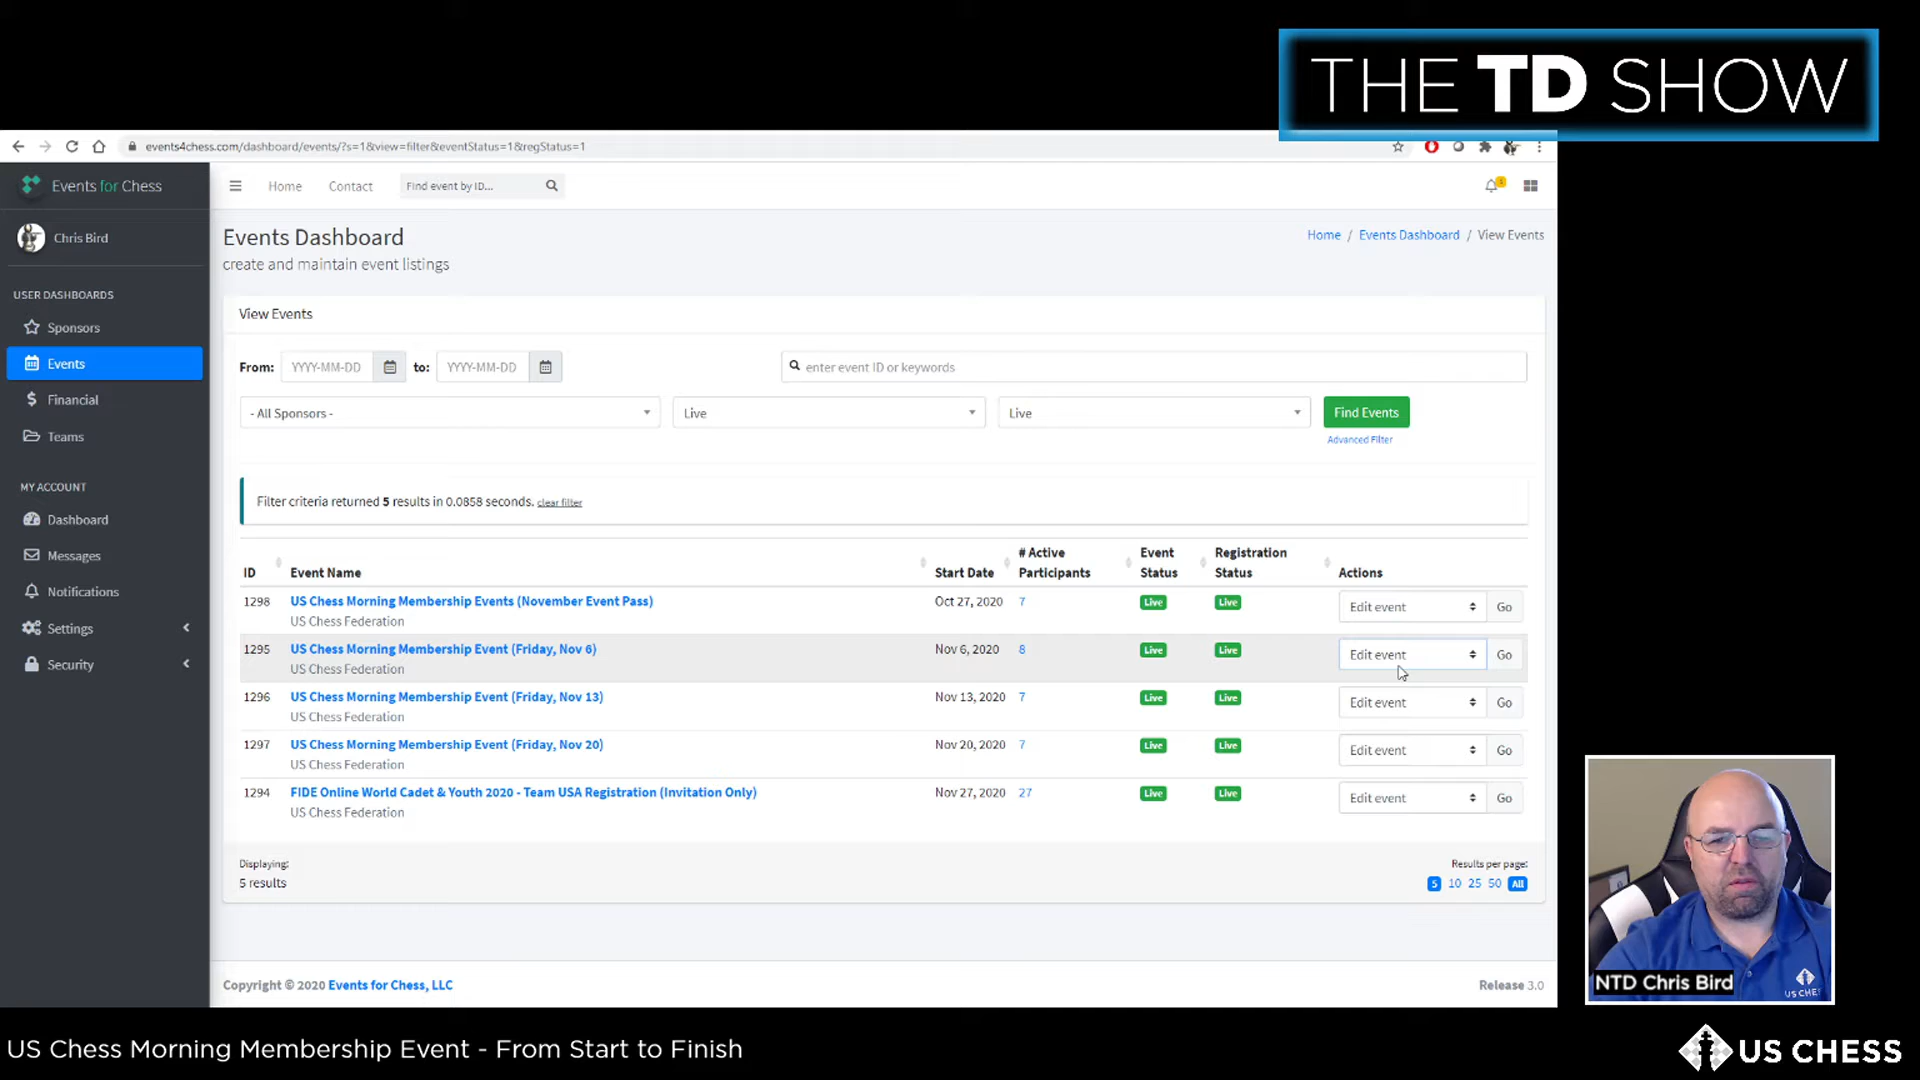 THE TD SHOW
events4chess.com/dashboard/events/?s=1&view=filter&eventStatus=1&regStatus=1
Events for Chess
Home
Contact
Find event by ID...
1
Chris Bird
Events Dashboard
Home / Events Dashboard / View Events
create and maintain event listings
USER DASHBOARDS
Sponsors
Events
Financial
Teams
MY ACCOUNT
Dashboard
Messages
Notifications
Settings
Security
View Events
From: YYYY-MM-DD to: YYYY-MM-DD
enter event ID or keywords
- All Sponsors -
Live
Live
Find Events
Advanced Filter
Filter criteria returned 5 results in 0.0858 seconds. clear filter
ID Event Name Start Date # Active Participants Event Status Registration Status Actions
1298 US Chess Morning Membership Events (November Event Pass) Oct 27, 2020 7 Live Live Edit event Go
US Chess Federation
1295 US Chess Morning Membership Event (Friday, Nov 6) Nov 6, 2020 8 Live Live Edit event Go
US Chess Federation
1296 US Chess Morning Membership Event (Friday, Nov 13) Nov 13, 2020 7 Live Live Edit event Go
US Chess Federation
1297 US Chess Morning Membership Event (Friday, Nov 20) Nov 20, 2020 7 Live Live Edit event Go
US Chess Federation
1294 FIDE Online World Cadet & Youth 2020 - Team USA Registration (Invitation Only) Nov 27, 2020 27 Live Live Edit event Go
US Chess Federation
Displaying:
5 results
Results per page:
5 10 25 50 All
Copyright © 2020 Events for Chess, LLC
Release 3.0
NTD Chris Bird
US CHE
US Chess Morning Membership Event - From Start to Finish
US CHESS